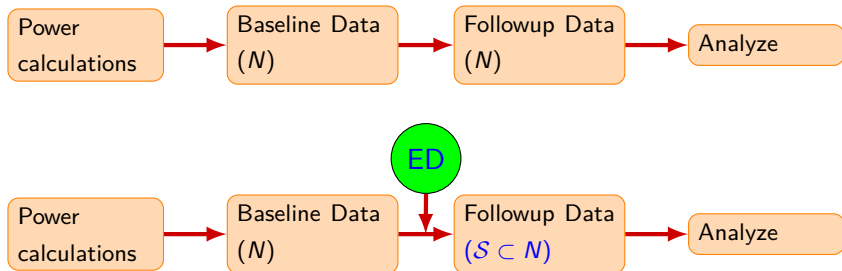 Power
calculations
Baseline Data
(N)
Followup Data
(N)
Analyze
ED
Power
calculations
Baseline Data
(N)
Followup Data
(𝒮 ⊂ N)
Analyze